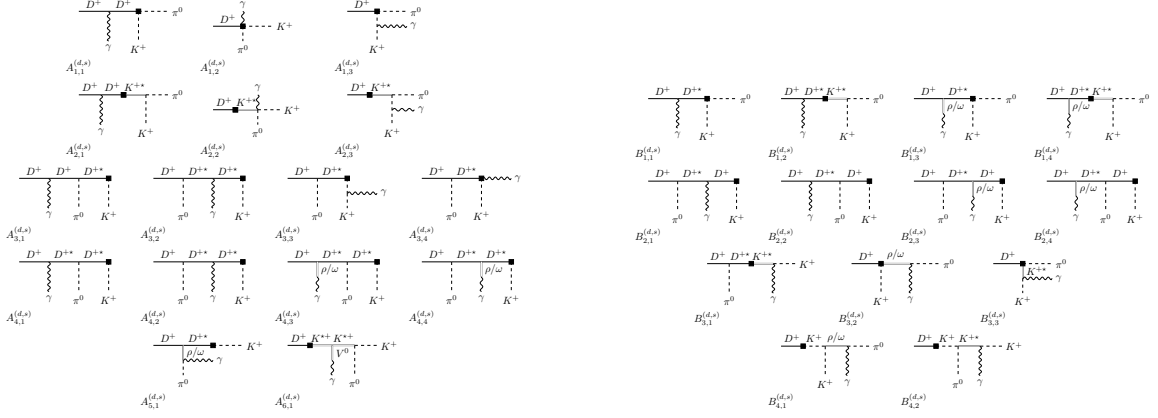 D⁺ D⁺
π⁰
γ K⁺
A₁,₁⁽ᵈ,ˢ⁾
γ
D⁺
K⁺
π⁰
A₁,₂⁽ᵈ,ˢ⁾
D⁺
π⁰
γ
K⁺
A₁,₃⁽ᵈ,ˢ⁾
D⁺ D⁺ K⁺*
π⁰
γ K⁺
A₂,₁⁽ᵈ,ˢ⁾
γ
D⁺ K⁺*
K⁺
π⁰
A₂,₂⁽ᵈ,ˢ⁾
D⁺ K⁺*
π⁰
γ
K⁺
A₂,₃⁽ᵈ,ˢ⁾
D⁺ D⁺ D⁺*
γ π⁰ K⁺
A₃,₁⁽ᵈ,ˢ⁾
D⁺ D⁺* D⁺*
π⁰ γ K⁺
A₃,₂⁽ᵈ,ˢ⁾
D⁺ D⁺*
γ
π⁰ K⁺
A₃,₃⁽ᵈ,ˢ⁾
D⁺ D⁺*
γ
π⁰ K⁺
A₃,₄⁽ᵈ,ˢ⁾
D⁺ D⁺* D⁺*
γ π⁰ K⁺
A₄,₁⁽ᵈ,ˢ⁾
D⁺ D⁺* D⁺*
π⁰ γ K⁺
A₄,₂⁽ᵈ,ˢ⁾
D⁺ D⁺* D⁺*
ρ/ω
γ π⁰ K⁺
A₄,₃⁽ᵈ,ˢ⁾
D⁺ D⁺* D⁺*
ρ/ω
π⁰ γ K⁺
A₄,₄⁽ᵈ,ˢ⁾
D⁺ D⁺*
K⁺
ρ/ω
γ
π⁰
A₅,₁⁽ᵈ,ˢ⁾
D⁺ K*⁺ K*⁺
K⁺
V⁰
γ π⁰
A₆,₁⁽ᵈ,ˢ⁾
D⁺ D⁺*
π⁰
γ K⁺
B₁,₁⁽ᵈ,ˢ⁾
D⁺ D⁺* K⁺*
π⁰
γ K⁺
B₁,₂⁽ᵈ,ˢ⁾
D⁺ D⁺*
π⁰
ρ/ω
γ K⁺
B₁,₃⁽ᵈ,ˢ⁾
D⁺ D⁺* K⁺*
π⁰
ρ/ω
γ K⁺
B₁,₄⁽ᵈ,ˢ⁾
D⁺ D⁺* D⁺
π⁰ γ K⁺
B₂,₁⁽ᵈ,ˢ⁾
D⁺ D⁺* D⁺
γ π⁰ K⁺
B₂,₂⁽ᵈ,ˢ⁾
D⁺ D⁺* D⁺
ρ/ω
π⁰ γ K⁺
B₂,₃⁽ᵈ,ˢ⁾
D⁺ D⁺* D⁺
ρ/ω
γ π⁰ K⁺
B₂,₄⁽ᵈ,ˢ⁾
D⁺ D⁺* K⁺*
K⁺
π⁰ γ
B₃,₁⁽ᵈ,ˢ⁾
D⁺ ρ/ω
π⁰
K⁺ γ
B₃,₂⁽ᵈ,ˢ⁾
D⁺
π⁰
K⁺*
γ
K⁺
B₃,₃⁽ᵈ,ˢ⁾
D⁺ K⁺ ρ/ω
π⁰
K⁺ γ
B₄,₁⁽ᵈ,ˢ⁾
D⁺ K⁺ K⁺*
K⁺
π⁰ γ
B₄,₂⁽ᵈ,ˢ⁾